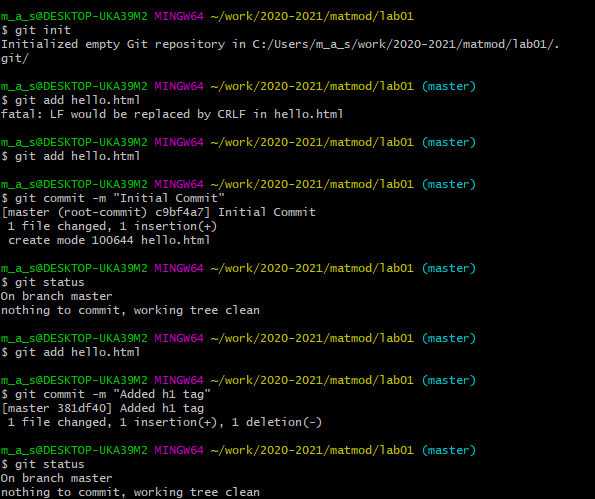 m_a_s@DESKTOP-UKA39M2 MINGW64 ~/work/2020-2021/matmod/lab01
$ git init
Initialized empty Git repository in C:/Users/m_a_s/work/2020-2021/matmod/lab01/.
git/
m_a_s@DESKTOP-UKA39M2 MINGW64 ~/work/2020-2021/matmod/lab01 (master)
$ git add hello.html
fatal: LF would be replaced by CRLF in hello.html
m_a_s@DESKTOP-UKA39M2 MINGW64 ~/work/2020-2021/matmod/lab01 (master)
$ git add hello.html
m_a_s@DESKTOP-UKA39M2 MINGW64 ~/work/2020-2021/matmod/lab01 (master)
$ git commit -m "Initial Commit"
[master (root-commit) c9bf4a7] Initial Commit
 1 file changed, 1 insertion(+)
 create mode 100644 hello.html
m_a_s@DESKTOP-UKA39M2 MINGW64 ~/work/2020-2021/matmod/lab01 (master)
$ git status
On branch master
nothing to commit, working tree clean
m_a_s@DESKTOP-UKA39M2 MINGW64 ~/work/2020-2021/matmod/lab01 (master)
$ git add hello.html
m_a_s@DESKTOP-UKA39M2 MINGW64 ~/work/2020-2021/matmod/lab01 (master)
$ git commit -m "Added h1 tag"
[master 381df40] Added h1 tag
 1 file changed, 1 insertion(+), 1 deletion(-)
m_a_s@DESKTOP-UKA39M2 MINGW64 ~/work/2020-2021/matmod/lab01 (master)
$ git status
On branch master
nothing to commit, working tree clean